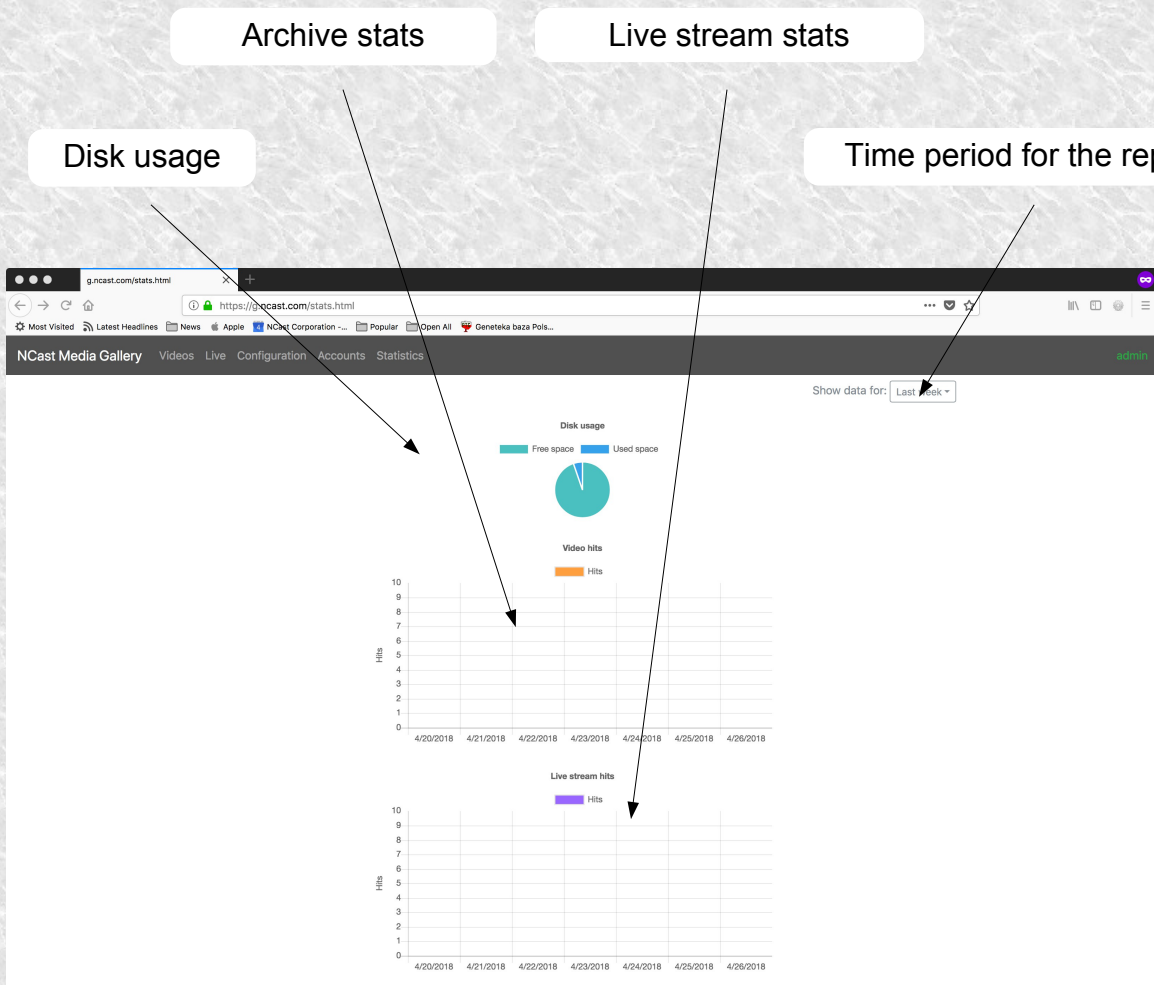 Archive stats
Live stream stats
Disk usage
Time period for the rep
g.ncast.com/stats.html
https://g.ncast.com/stats.html
Most Visited Latest Headlines News Apple NCast Corporation -... Popular Open All Geneteka baza Pols...
NCast Media Gallery Videos Live Configuration Accounts Statistics admin
Show data for: Last week
Disk usage
Free space Used space
Video hits
Hits
10
9
8
7
6
5
4
3
2
1
0
Hits
4/20/2018 4/21/2018 4/22/2018 4/23/2018 4/24/2018 4/25/2018 4/26/2018
Live stream hits
Hits
10
9
8
7
6
5
4
3
2
1
0
Hits
4/20/2018 4/21/2018 4/22/2018 4/23/2018 4/24/2018 4/25/2018 4/26/2018